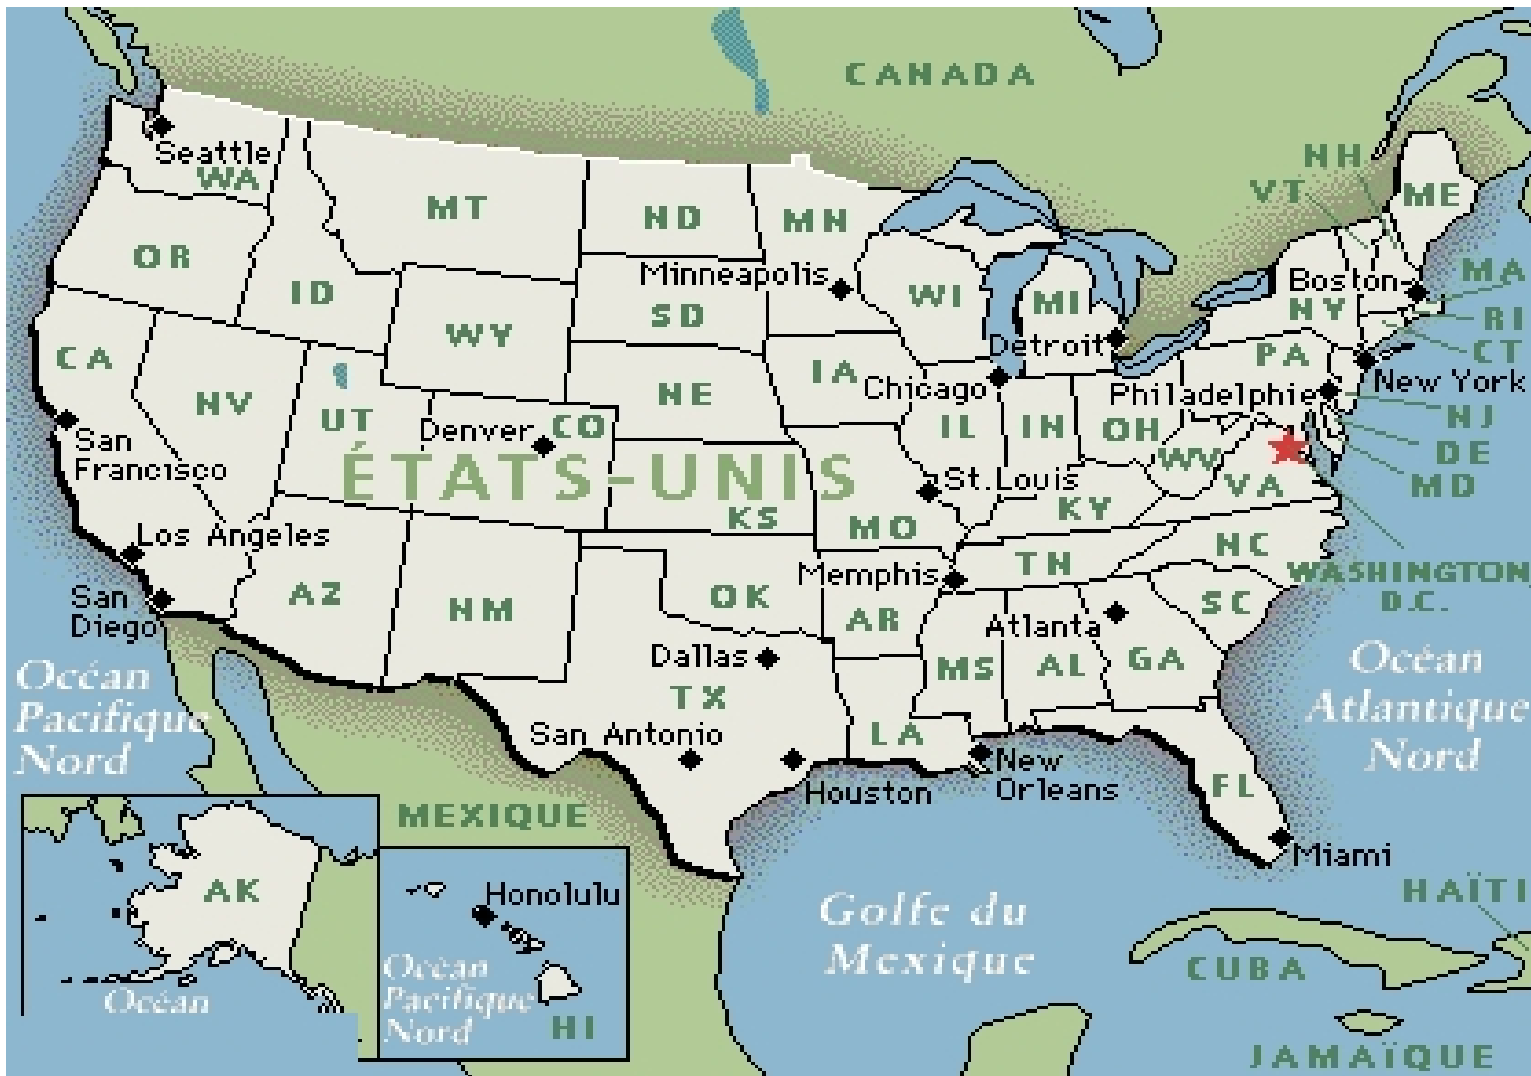 CANADA
NH
VT
ME
Seattle
WA
MT
ND
MN
OR
Minneapolis
ID
SD
WI
MI
Boston
MA
NY
RI
WY
Detroit
CT
CA
PA
IA
Chicago
New York
NV
NE
Philadelphie
NJ
UT
Denver
CO
IL
IN
OH
DE
San
Francisco
ÉTATS-UNIS
WV
MD
St.Louis
VA
KS
KY
MO
Los Angeles
NC
TN
WASHINGTON
D.C.
Memphis
San
Diego
AZ
NM
OK
AR
SC
Atlanta
Dallas
MS
AL
GA
TX
Océan
Pacifique
Nord
Océan
Atlantique
Nord
San Antonio
LA
New
Orleans
Houston
FL
MEXIQUE
Miami
AK
Océan
Honolulu
Océan
Pacifique
Nord
HI
Golfe du
Mexique
HAÏTI
CUBA
JAMAÏQUE